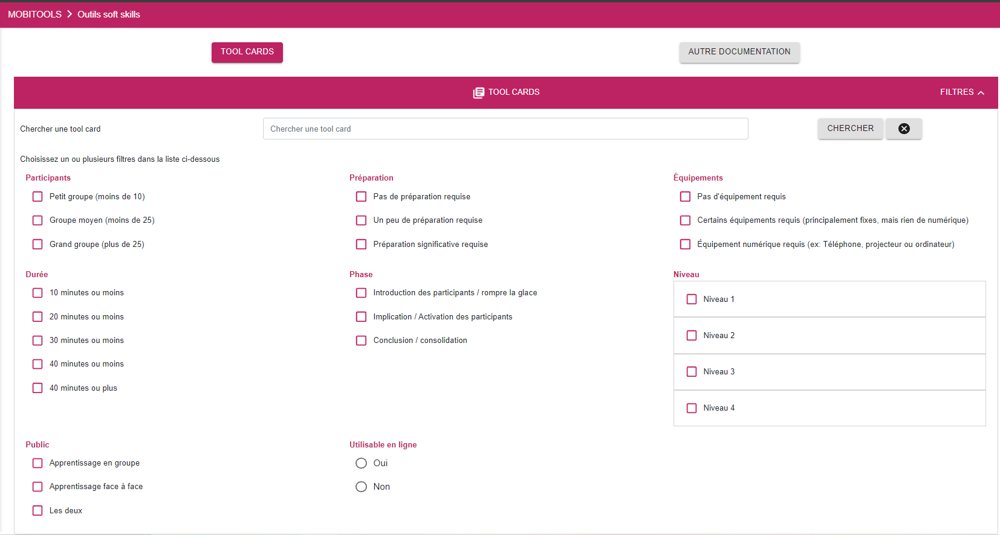 MOBITOOLS > Outils soft skills
TOOL CARDS
AUTRE DOCUMENTATION
TOOL CARDS
FILTRES
Chercher une tool card
Chercher une tool card
CHERCHER
Choisissez un ou plusieurs filtres dans la liste ci-dessous
Participants
Petit groupe (moins de 10)
Groupe moyen (moins de 25)
Grand groupe (plus de 25)
Préparation
Pas de préparation requise
Un peu de préparation requise
Préparation significative requise
Équipements
Pas d'équipement requis
Certains équipements requis (principalement fixes, mais rien de numérique)
Équipement numérique requis (ex: Téléphone, projecteur ou ordinateur)
Durée
10 minutes ou moins
20 minutes ou moins
30 minutes ou moins
40 minutes ou moins
40 minutes ou plus
Phase
Introduction des participants / rompre la glace
Implication / Activation des participants
Conclusion / consolidation
Niveau
Niveau 1
Niveau 2
Niveau 3
Niveau 4
Public
Apprentissage en groupe
Apprentissage face à face
Les deux
Utilisable en ligne
Oui
Non